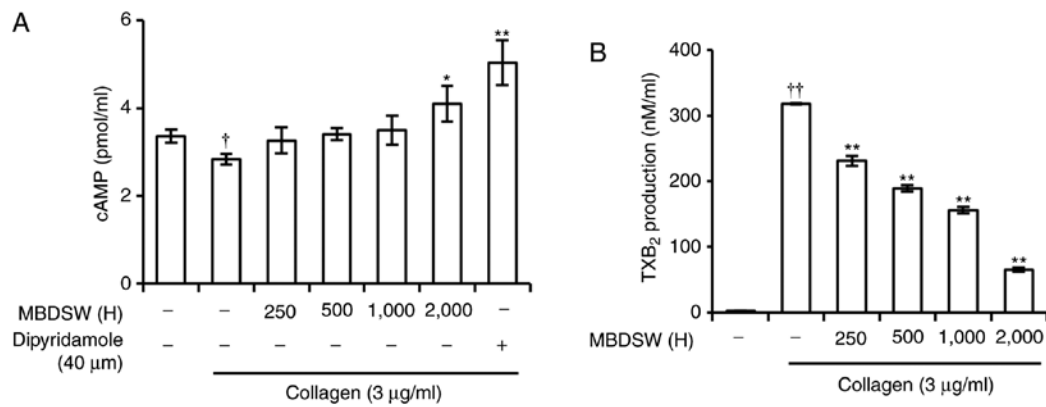 A
cAMP (pmol/ml)
6
4
2
0
†
*
**
MBDSW (H) – – 250 500 1,000 2,000 –
Dipyridamole
(40 μm) – – – – – – +
Collagen (3 μg/ml)
B
TXB2 production (nM/ml)
400
300
200
100
0
††
**
**
**
**
MBDSW (H) – – 250 500 1,000 2,000
Collagen (3 μg/ml)